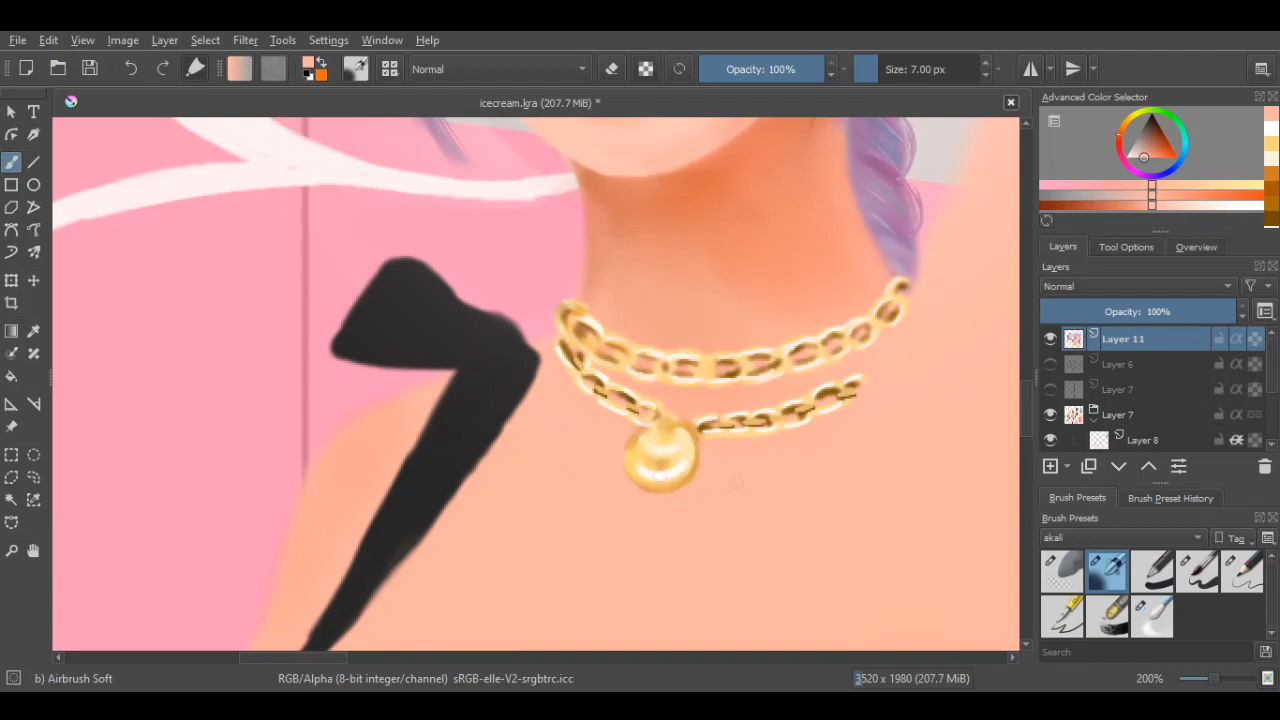 File Edit View Image Layer Select Filter Tools Settings Window Help
Normal Opacity: 100% Size: 7.00 px
icecream.kra (207.7 MiB) *
Advanced Color Selector
Layers Tool Options Overview
Layers
Normal
Opacity: 100%
Layer 11
Layer 6
Layer 7
Layer 7
Layer 8
Brush Presets Brush Preset History
Brush Presets
akali Tag
Search
b) Airbrush Soft RGB/Alpha (8-bit integer/channel) sRGB-elle-V2-srgbtrc.icc 3520 x 1980 (207.7 MiB) 200%